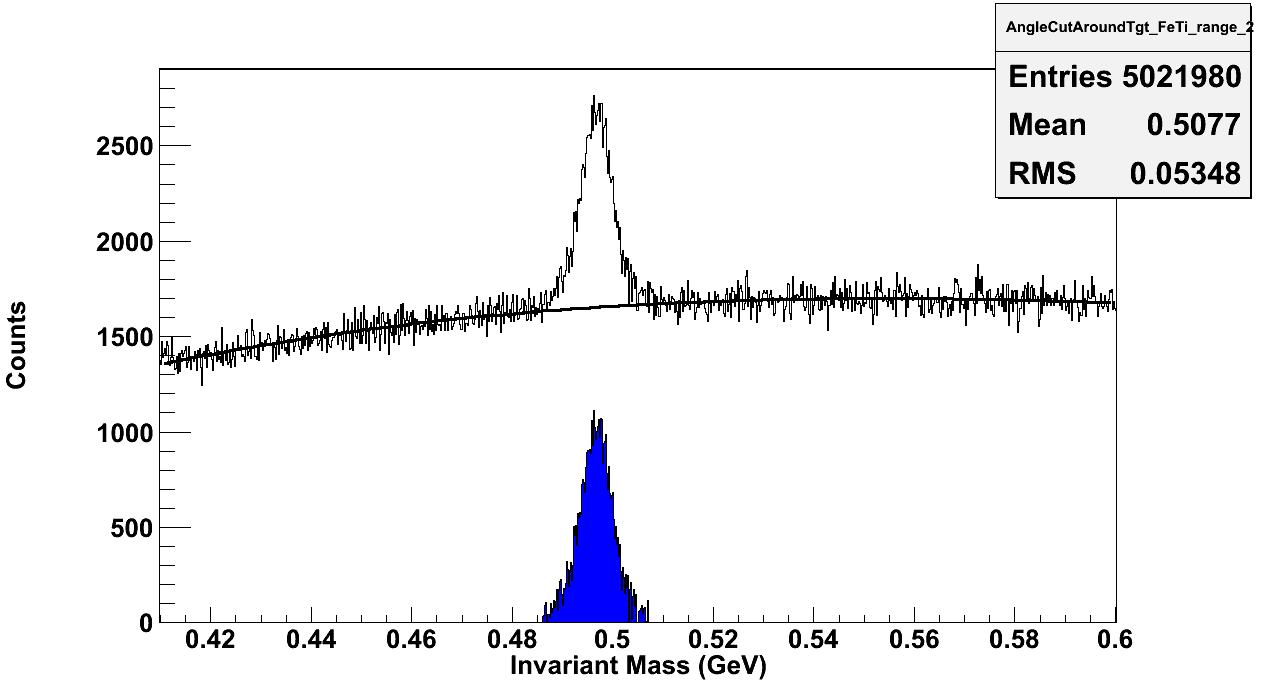 AngleCutAroundTgt_FeTi_range_2
Entries 5021980
Mean 0.5077
RMS 0.05348
2500
2000
1500
1000
500
0
Counts
0.42 0.44 0.46 0.48 0.5 0.52 0.54 0.56 0.58 0.6
Invariant Mass (GeV)